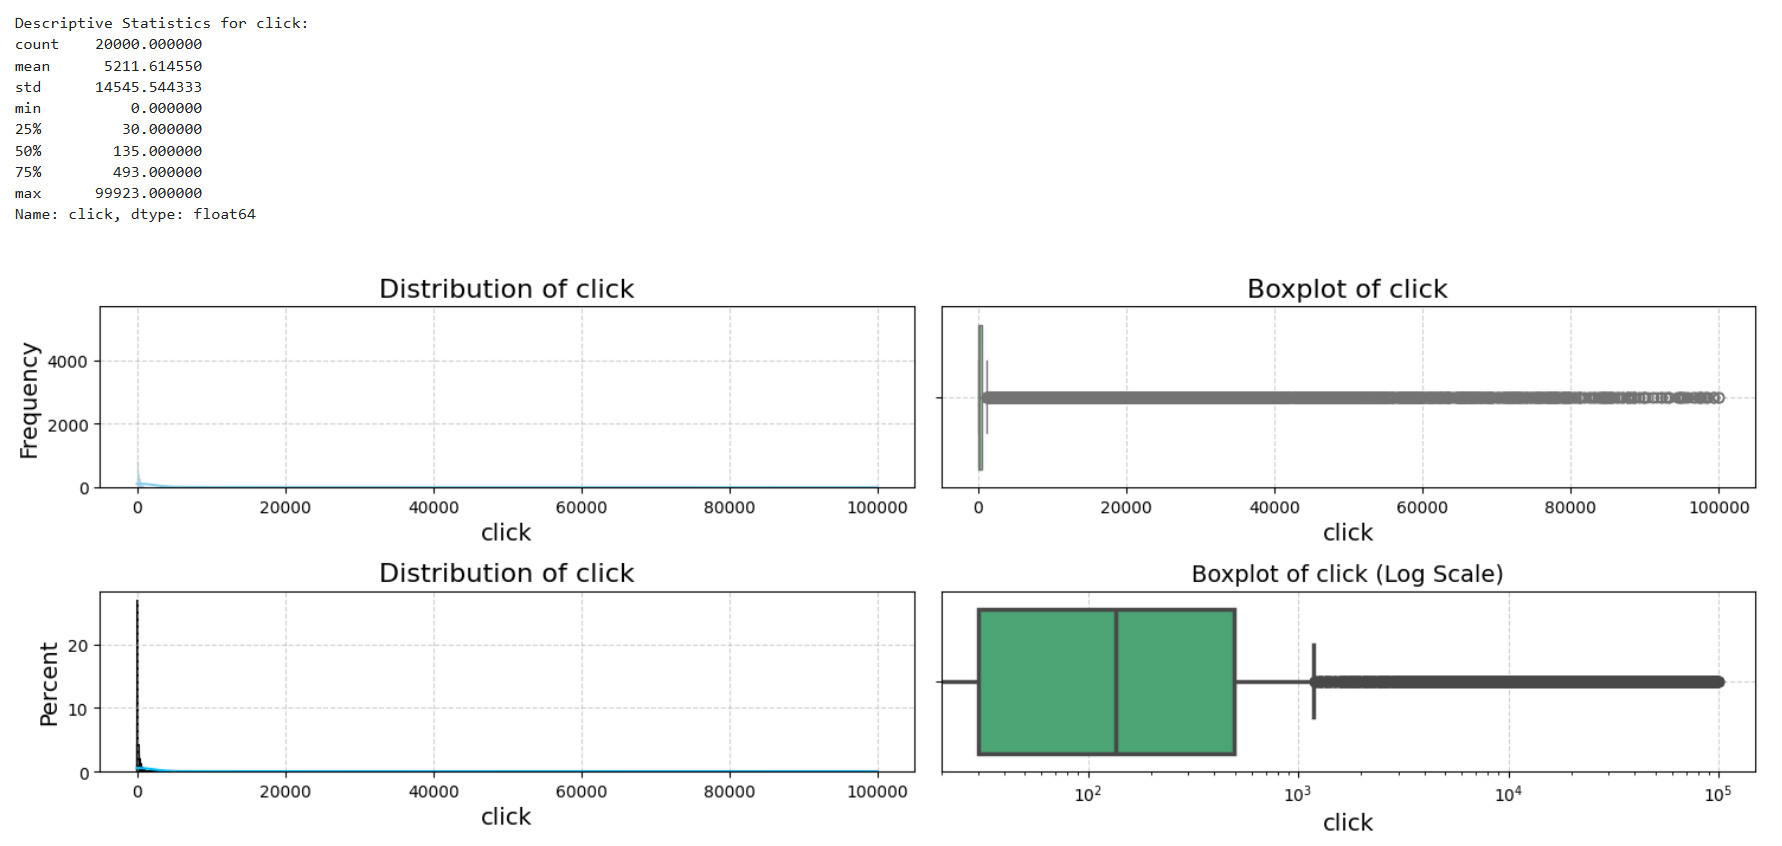 Descriptive Statistics for click:
count    20000.000000
mean      5211.614550
std      14545.544333
min          0.000000
25%         30.000000
50%        135.000000
75%        493.000000
max      99923.000000
Name: click, dtype: float64
Distribution of click
Frequency
4000
2000
0
0 20000 40000 60000 80000 100000
click
Boxplot of click
0 20000 40000 60000 80000 100000
click
Distribution of click
Percent
20
10
0
0 20000 40000 60000 80000 100000
click
Boxplot of click (Log Scale)
10² 10³ 10⁴ 10⁵
click